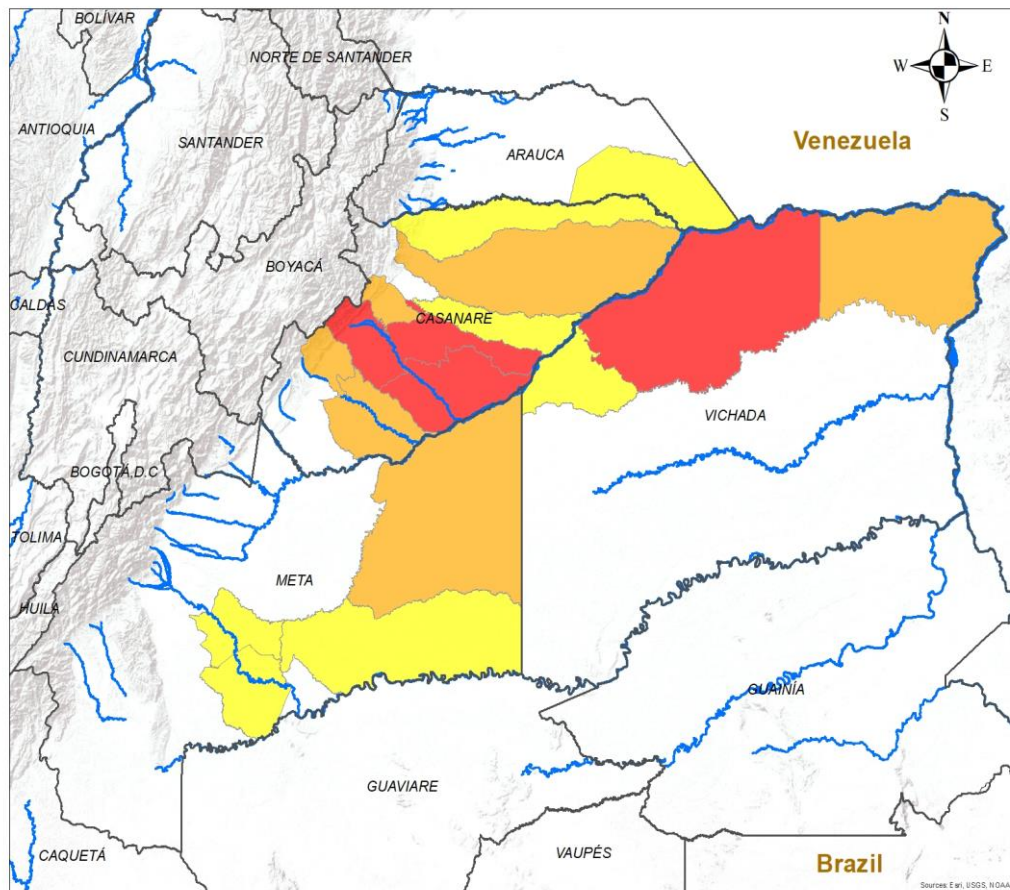 BOLÍVAR
N
NORTE DE SANTANDER
W
E
S
ANTIOQUIA
SANTANDER
ARAUCA
Venezuela
BOYACÁ
CALDAS
CASANARE
CUNDINAMARCA
VICHADA
BOGOTÁ D.C
TOLIMA
META
HUILA
GUAINÍA
GUAVIARE
CAQUETÁ
VAUPÉS
Brazil
Sources: Esri, USGS, NOAA